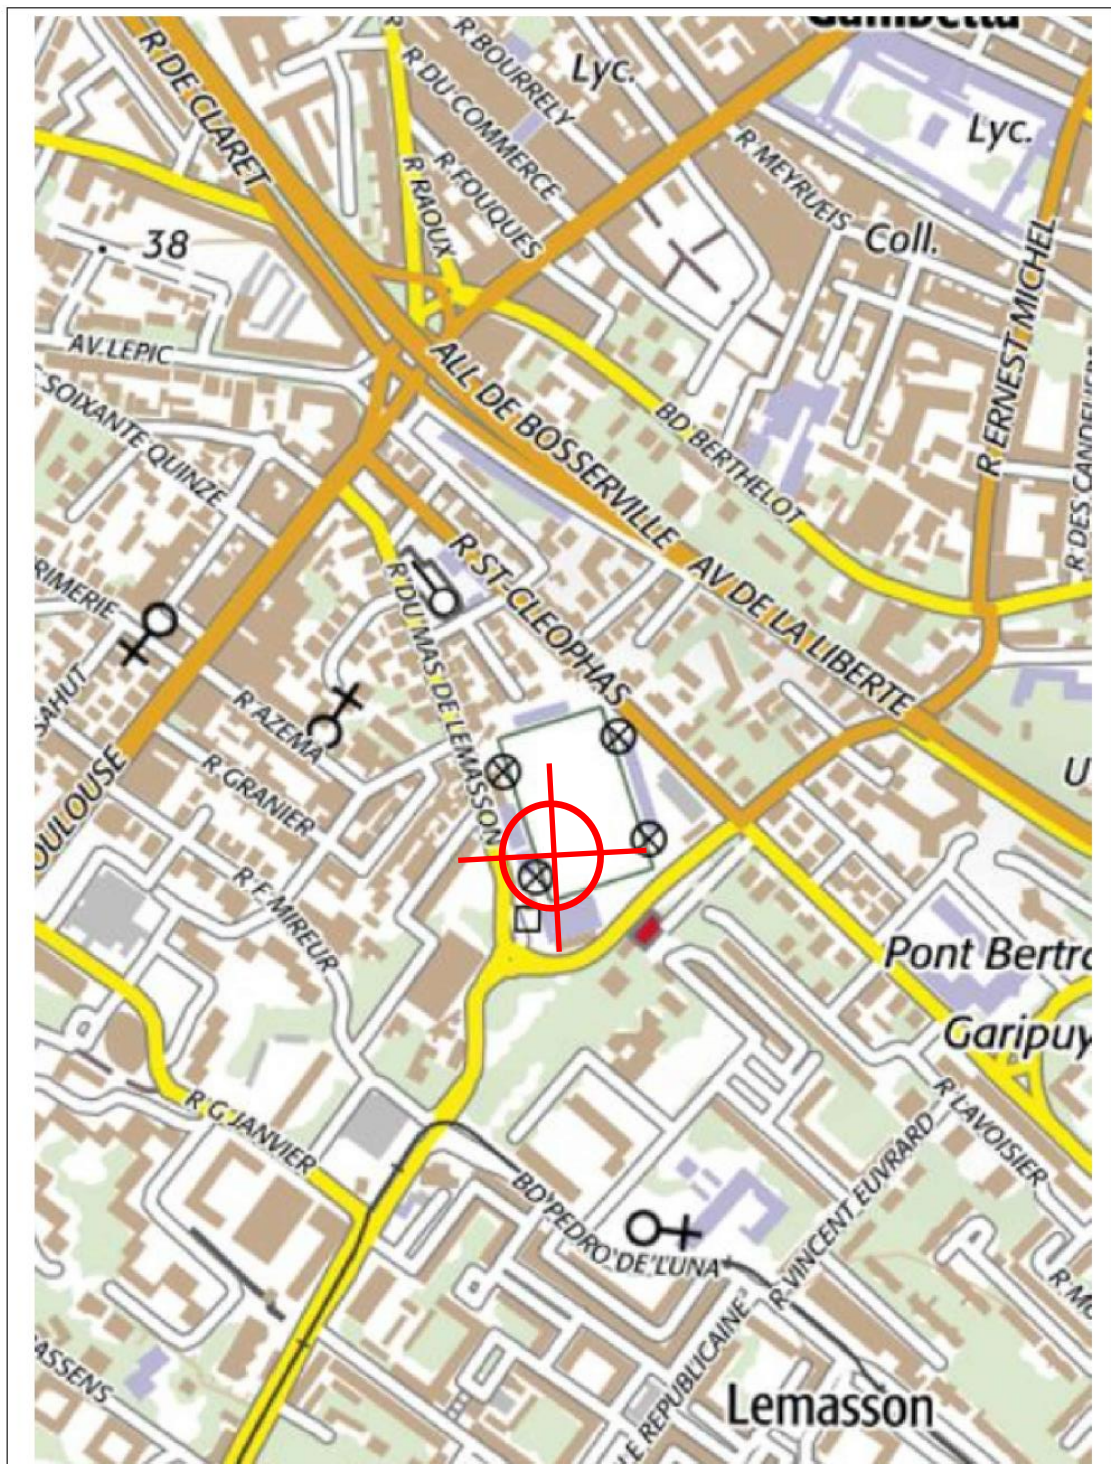 Gambetta
R DE CLARET
R BOURRELY
Lyc.
R DU COMMERCE
Lyc.
R RAOUX
R FOUQUES
R MEYRUEIS
38
Coll.
R ERNEST MICHEL
AV. LEPIC
ALL DE BOSSERVILLE
SOIXANTE QUINZE
BD BERTHELOT
R DES CANDEUR
R ST-CLEOPHAS
AV DE LA LIBERTE
RIMERIE
R DU MAS DE LEMASSON
SAHUT
R AZEMA
R GRANIER
U
OULOUSE
R F. MIREUR
Pont Bertr
Garipuy
R G. JANVIER
R LAVOISIER
R VINCENT EUVRARD
BD PEDRO DE LUNA
R MO
LE REPUBLICAINE
ASSENS
Lemasson